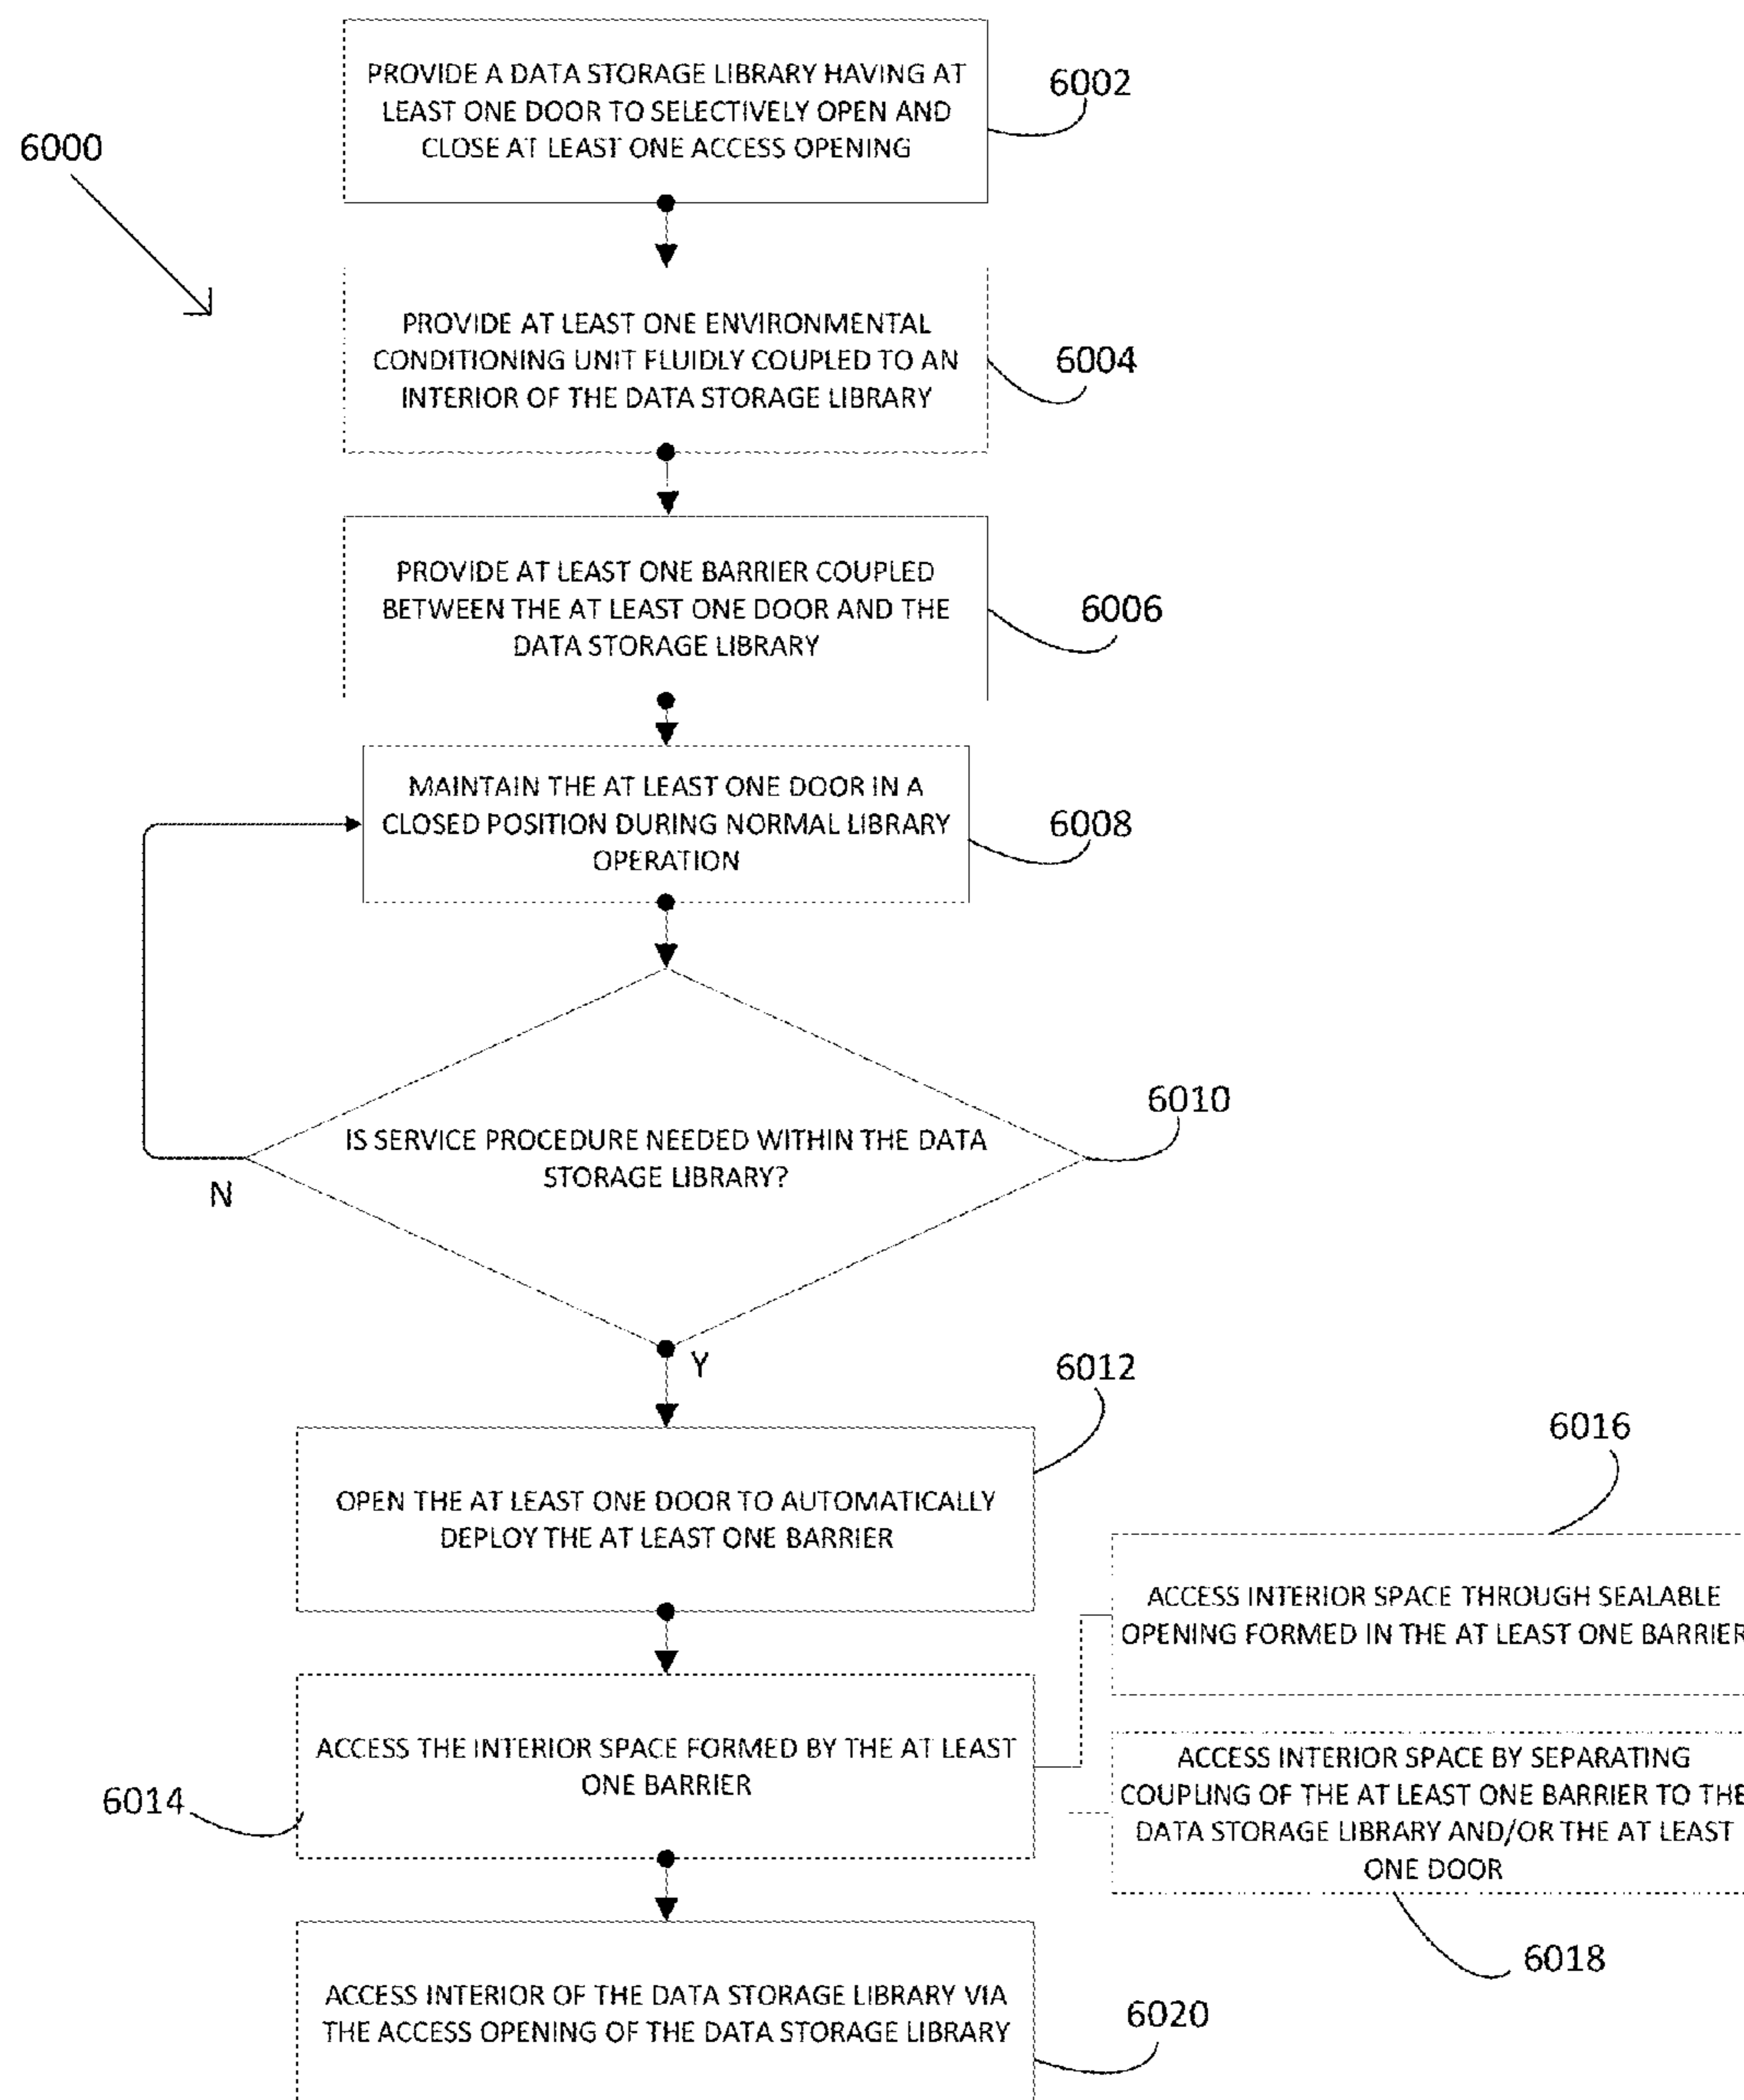 6000
PROVIDE A DATA STORAGE LIBRARY HAVING AT
LEAST ONE DOOR TO SELECTIVELY OPEN AND
CLOSE AT LEAST ONE ACCESS OPENING
6002
PROVIDE AT LEAST ONE ENVIRONMENTAL
CONDITIONING UNIT FLUIDLY COUPLED TO AN
INTERIOR OF THE DATA STORAGE LIBRARY
6004
PROVIDE AT LEAST ONE BARRIER COUPLED
BETWEEN THE AT LEAST ONE DOOR AND THE
DATA STORAGE LIBRARY
6006
MAINTAIN THE AT LEAST ONE DOOR IN A
CLOSED POSITION DURING NORMAL LIBRARY
OPERATION
6008
IS SERVICE PROCEDURE NEEDED WITHIN THE DATA
STORAGE LIBRARY?
6010
N
Y
OPEN THE AT LEAST ONE DOOR TO AUTOMATICALLY
DEPLOY THE AT LEAST ONE BARRIER
6012
ACCESS THE INTERIOR SPACE FORMED BY THE AT LEAST
ONE BARRIER
6014
6016
ACCESS INTERIOR SPACE THROUGH SEALABLE
OPENING FORMED IN THE AT LEAST ONE BARRIER
ACCESS INTERIOR SPACE BY SEPARATING
COUPLING OF THE AT LEAST ONE BARRIER TO THE
DATA STORAGE LIBRARY AND/OR THE AT LEAST
ONE DOOR
6018
ACCESS INTERIOR OF THE DATA STORAGE LIBRARY VIA
THE ACCESS OPENING OF THE DATA STORAGE LIBRARY
6020